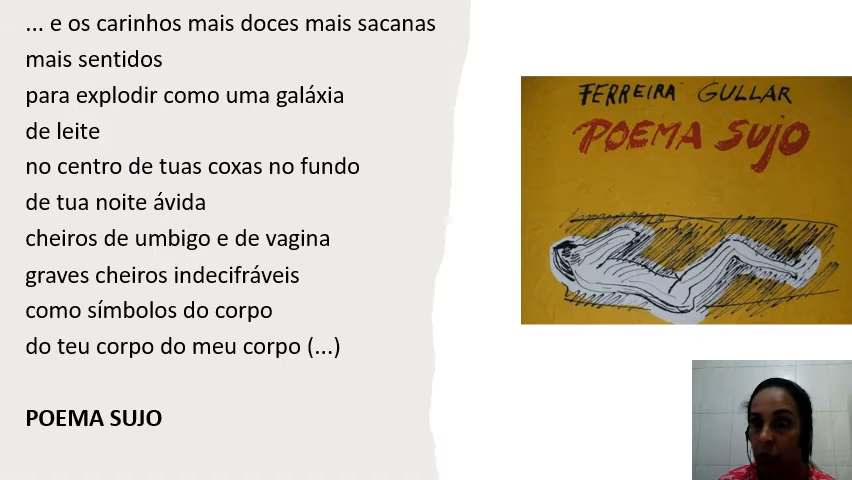 ... e os carinhos mais doces mais sacanas
mais sentidos
para explodir como uma galáxia
de leite
no centro de tuas coxas no fundo
de tua noite ávida
cheiros de umbigo e de vagina
graves cheiros indecifráveis
como símbolos do corpo
do teu corpo do meu corpo (...)
POEMA SUJO
FERREIRA GULLAR
POEMA SUJO